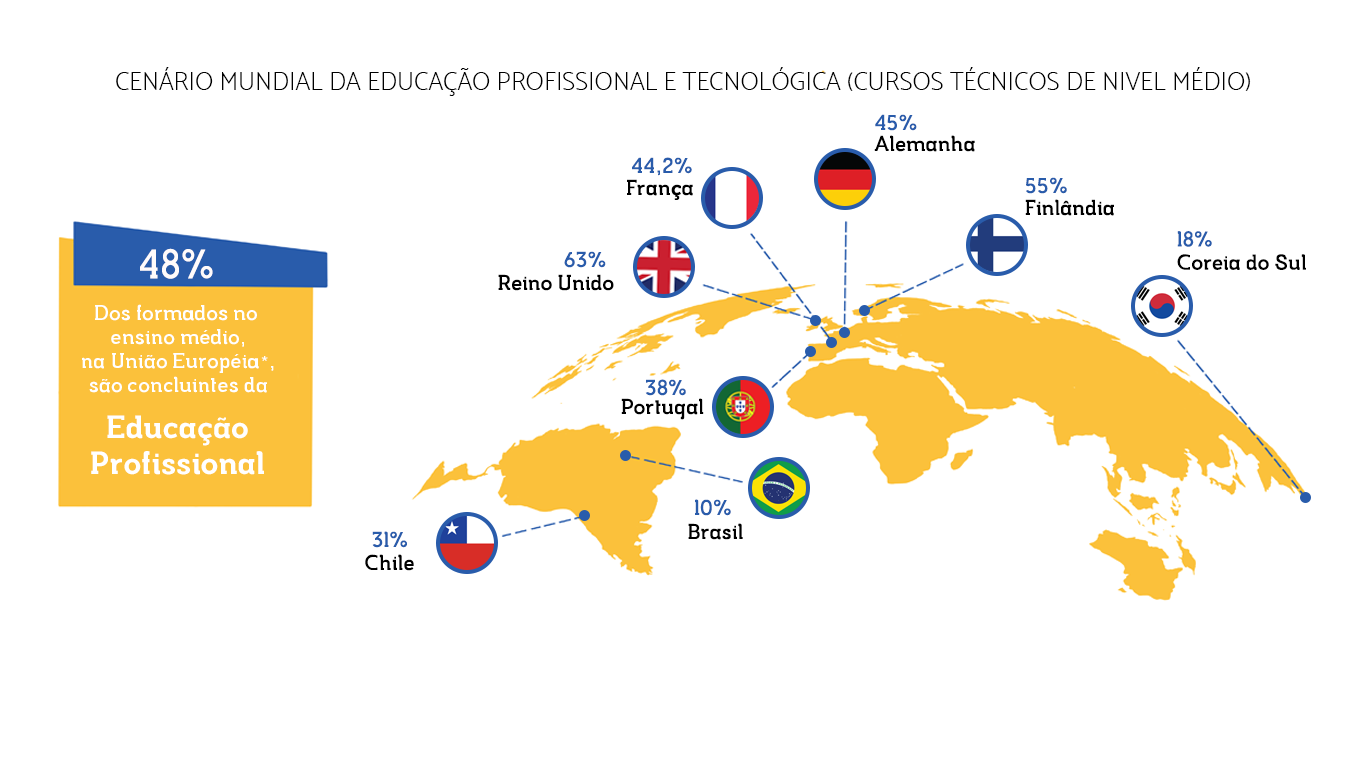 CENÁRIO MUNDIAL DA EDUCAÇÃO PROFISSIONAL E TECNOLÓGICA (CURSOS TÉCNICOS DE NIVEL MÉDIO)
45%
Alemanha
44,2%
França
55%
Finlândia
63%
Reino Unido
18%
Coreia do Sul
48%
Dos formados no
ensino médio,
na União Européia*,
são concluintes da
Educação
Profissional
38%
Portugal
10%
Brasil
31%
Chile